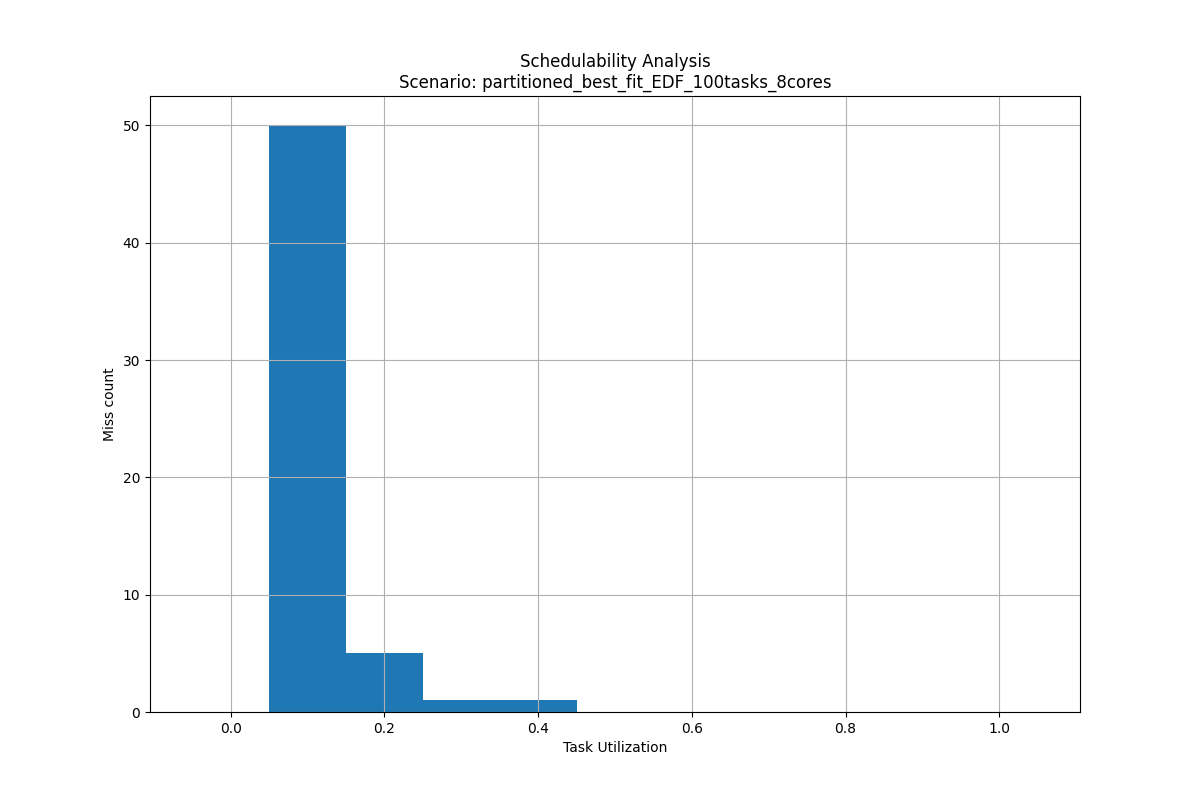 Schedulability Analysis
Scenario: partitioned_best_fit_EDF_100tasks_8cores
50
40
30
20
10
0
Miss count
0.0 0.2 0.4 0.6 0.8 1.0
Task Utilization